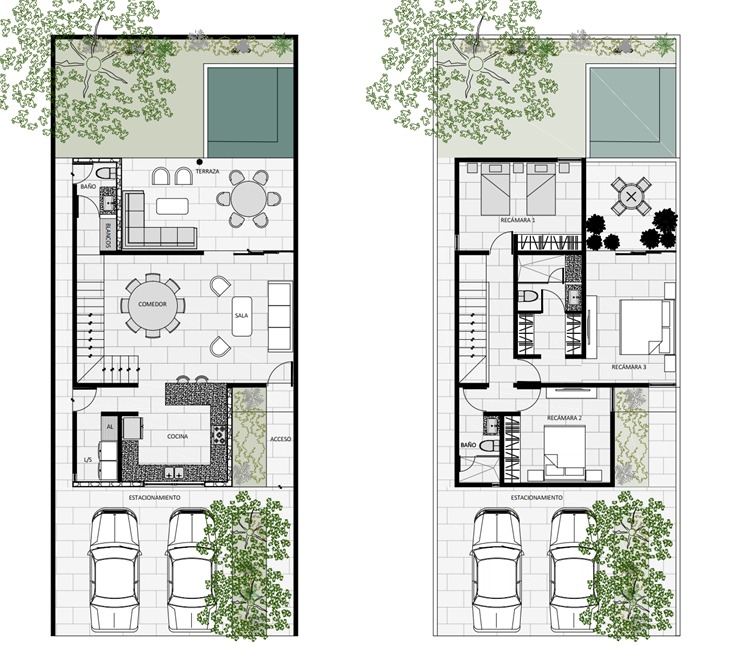 BAÑO
TERRAZA
BLANCOS
COMEDOR
SALA
AL
COCINA
L/S
ACCESO
ESTACIONAMIENTO
RECÁMARA 1
RECÁMARA 3
RECÁMARA 2
BAÑO
ESTACIONAMIENTO